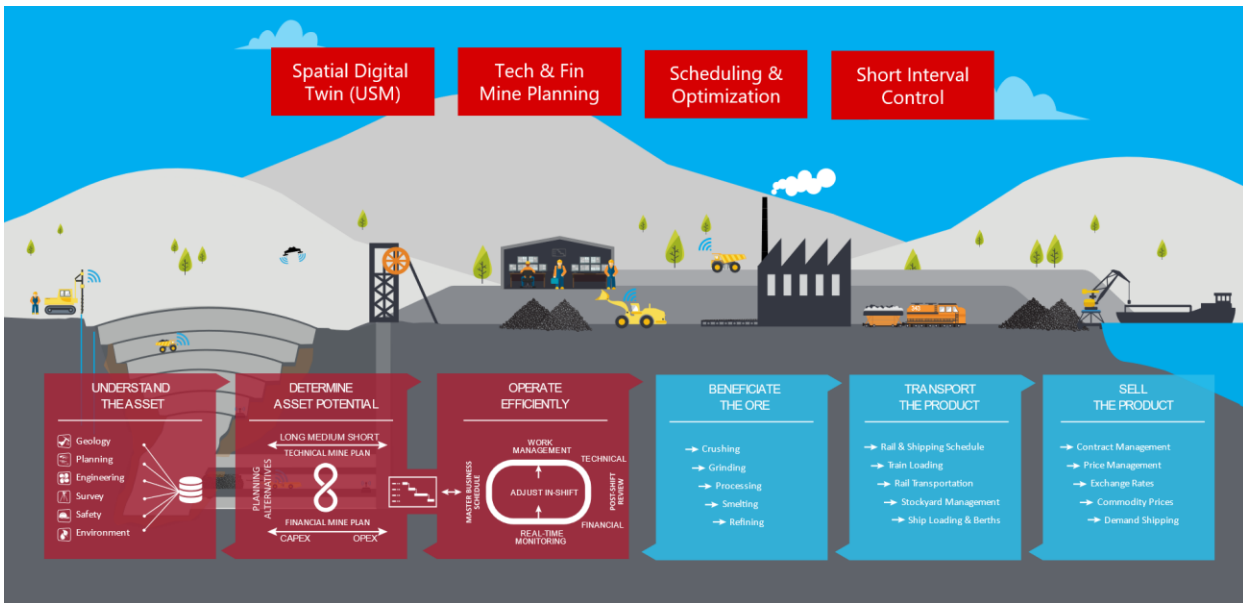 Spatial Digital
Twin (USM)
Tech & Fin
Mine Planning
Scheduling &
Optimization
Short Interval
Control
UNDERSTAND
THE ASSET
Geology
Planning
Engineering
Survey
Safety
Environment
DETERMINE
ASSET POTENTIAL
LONG MEDIUM SHORT
TECHNICAL MINE PLAN
PLANNING
ALTERNATIVES
FINANCIAL MINE PLAN
CAPEX OPEX
OPERATE
EFFICIENTLY
WORK
MANAGEMENT
TECHNICAL
MASTER BUSINESS
SCHEDULE
ADJUST IN-SHIFT
POST-SHIFT
REVIEW
FINANCIAL
REAL-TIME
MONITORING
BENEFICIATE
THE ORE
Crushing
Grinding
Processing
Smelting
Refining
TRANSPORT
THE PRODUCT
Rail & Shipping Schedule
Train Loading
Rail Transportation
Stockyard Management
Ship Loading & Berths
SELL
THE PRODUCT
Contract Management
Price Management
Exchange Rates
Commodity Prices
Demand Shipping